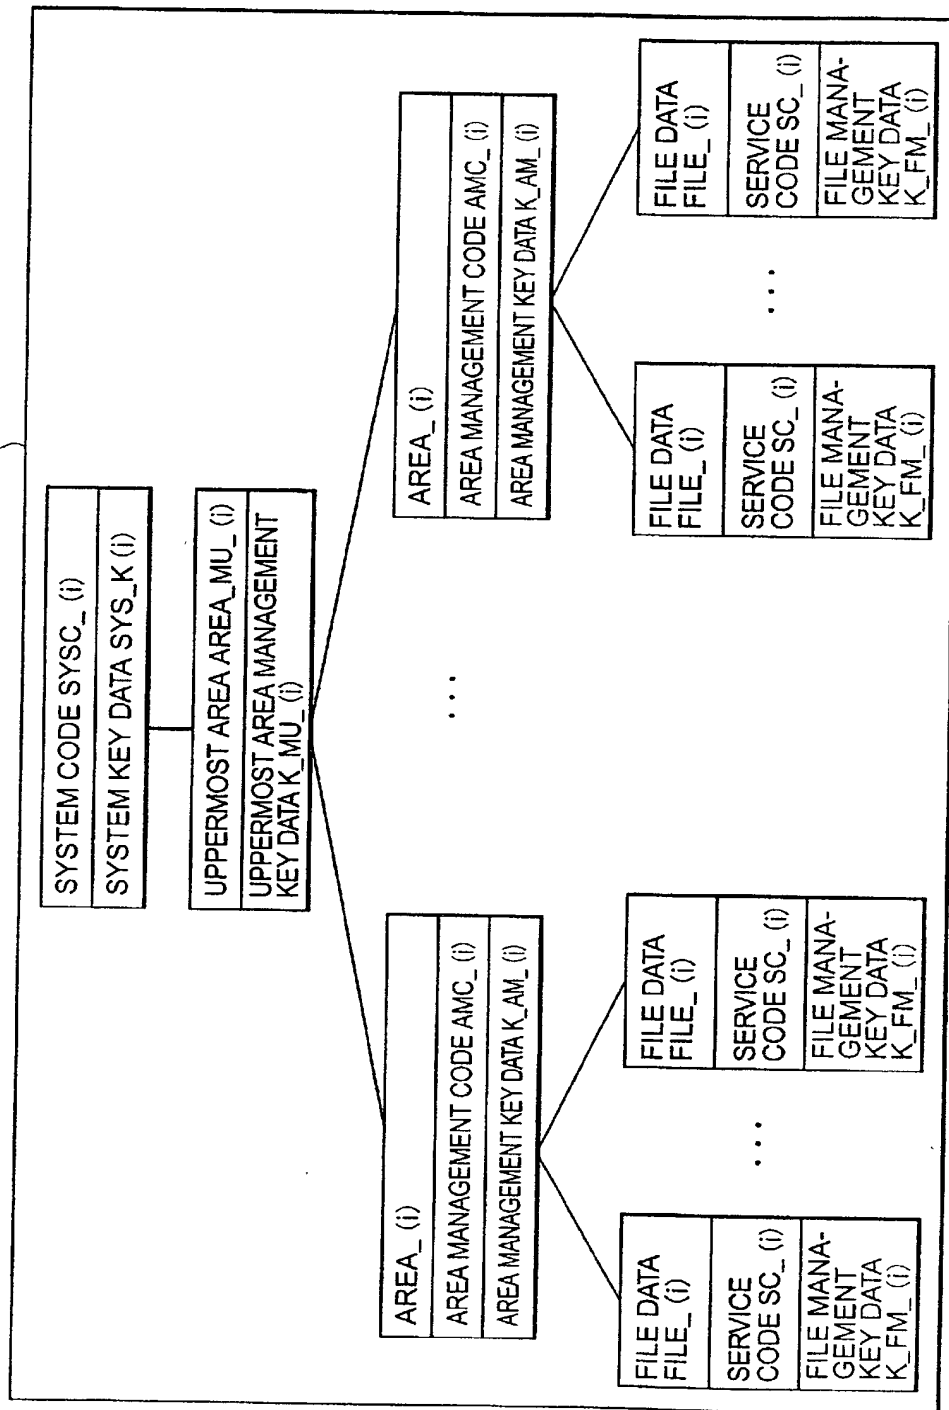 SYSTEM CODE SYSC_ (i)
SYSTEM KEY DATA SYS_K (i)
UPPERMOST AREA AREA_MU_ (i)
UPPERMOST AREA MANAGEMENT
KEY DATA K_MU_ (i)
AREA_ (i)
AREA MANAGEMENT CODE AMC_ (i)
AREA MANAGEMENT KEY DATA K_AM_ (i)
...
AREA_ (i)
AREA MANAGEMENT CODE AMC_ (i)
AREA MANAGEMENT KEY DATA K_AM_ (i)
FILE DATA
FILE_ (i)
SERVICE
CODE SC_ (i)
FILE MANA-
GEMENT
KEY DATA
K_FM_ (i)
...
FILE DATA
FILE_ (i)
SERVICE
CODE SC_ (i)
FILE MANA-
GEMENT
KEY DATA
K_FM_ (i)
FILE DATA
FILE_ (i)
SERVICE
CODE SC_ (i)
FILE MANA-
GEMENT
KEY DATA
K_FM_ (i)
...
FILE DATA
FILE_ (i)
SERVICE
CODE SC_ (i)
FILE MANA-
GEMENT
KEY DATA
K_FM_ (i)